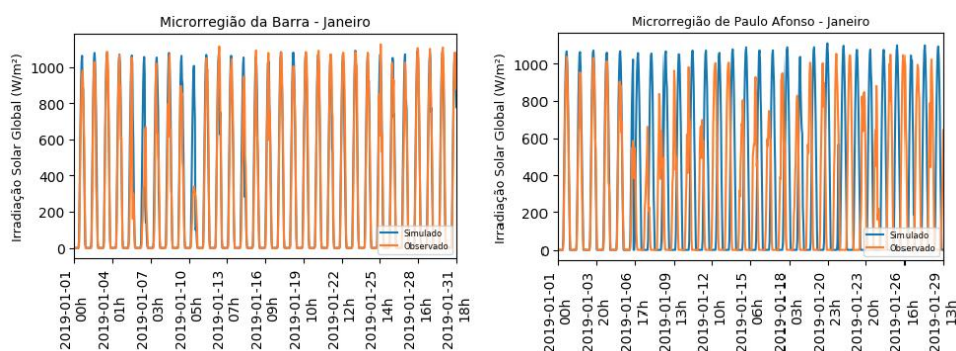 Microrregião da Barra - Janeiro
Irradiação Solar Global (W/m²)
1000
800
600
400
200
0
Simulado
Observado
2019-01-01
00h
2019-01-04
01h
2019-01-07
03h
2019-01-10
05h
2019-01-13
07h
2019-01-16
09h
2019-01-19
10h
2019-01-22
12h
2019-01-25
14h
2019-01-28
16h
2019-01-31
18h
Microrregião de Paulo Afonso - Janeiro
Irradiação Solar Global (W/m²)
1000
800
600
400
200
0
Simulado
Observado
2019-01-01
00h
2019-01-03
20h
2019-01-06
17h
2019-01-09
13h
2019-01-12
10h
2019-01-15
06h
2019-01-18
03h
2019-01-20
23h
2019-01-23
20h
2019-01-26
16h
2019-01-29
13h